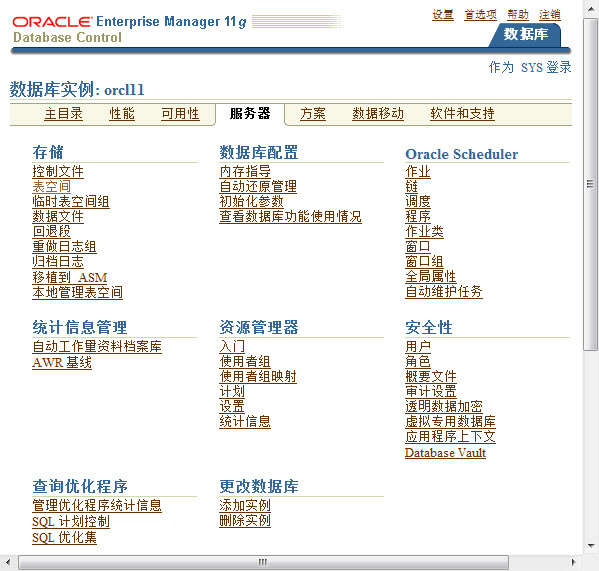 设置 首选项 帮助 注销
ORACLE Enterprise Manager 11g
Database Control
数据库
作为 SYS 登录
数据库实例: orcl11
主目录 性能 可用性 服务器 方案 数据移动 软件和支持
存储
控制文件
表空间
临时表空间组
数据文件
回退段
重做日志组
归档日志
移植到 ASM
本地管理表空间
数据库配置
内存指导
自动还原管理
初始化参数
查看数据库功能使用情况
Oracle Scheduler
作业
链
调度
程序
作业类
窗口
窗口组
全局属性
自动维护任务
统计信息管理
自动工作量资料档案库
AWR 基线
资源管理器
入门
使用者组
使用者组映射
计划
设置
统计信息
安全性
用户
角色
概要文件
审计设置
透明数据加密
虚拟专用数据库
应用程序上下文
Database Vault
查询优化程序
管理优化程序统计信息
SQL 计划控制
SQL 优化集
更改数据库
添加实例
删除实例